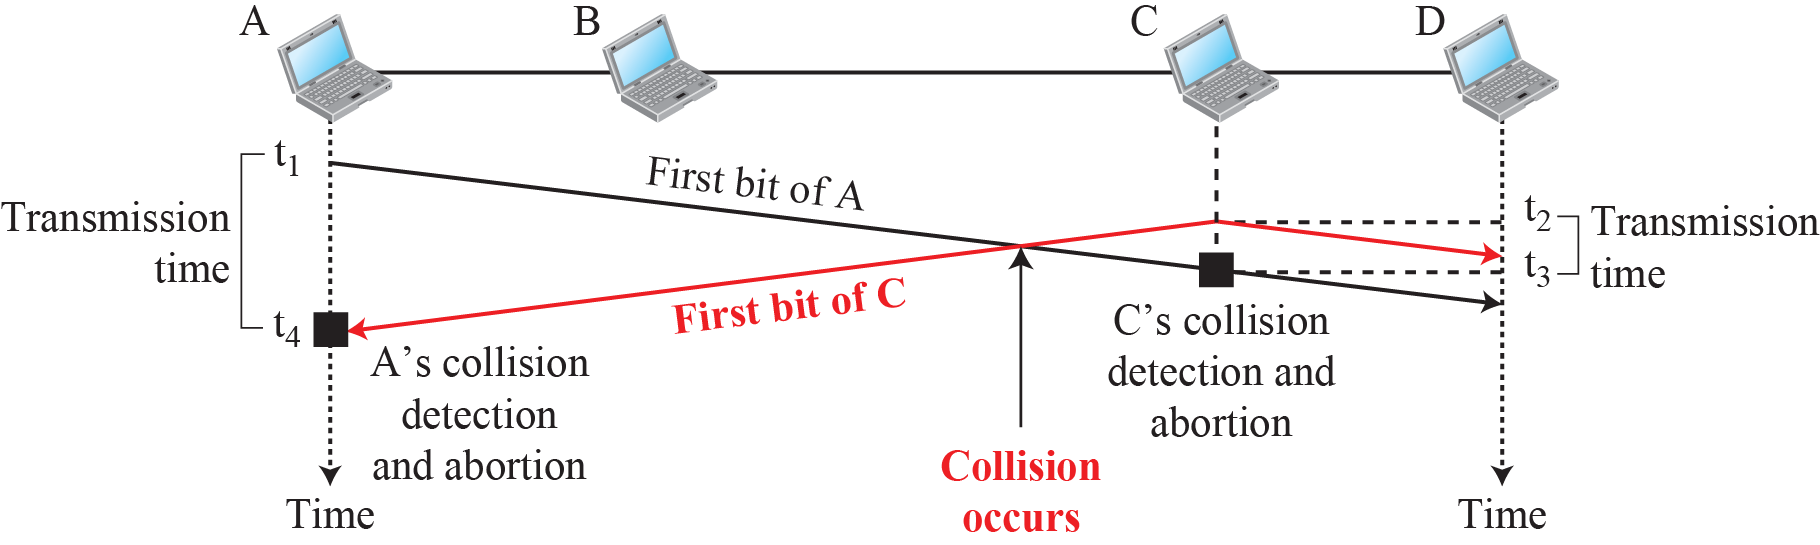 A
B
C
D
t1
First bit of A
Transmission
time
t2
Transmission
time
t3
First bit of C
t4
A’s collision
detection
and abortion
C’s collision
detection and
abortion
Collision
occurs
Time
Time